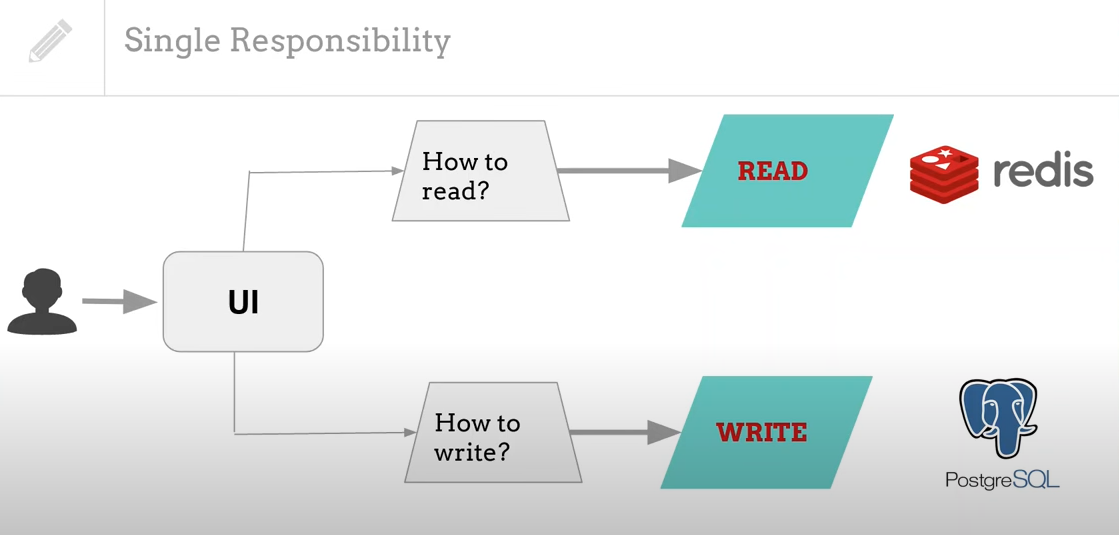 Single Responsibility
How to
read?
READ
redis
UI
How to
write?
WRITE
PostgreSQL